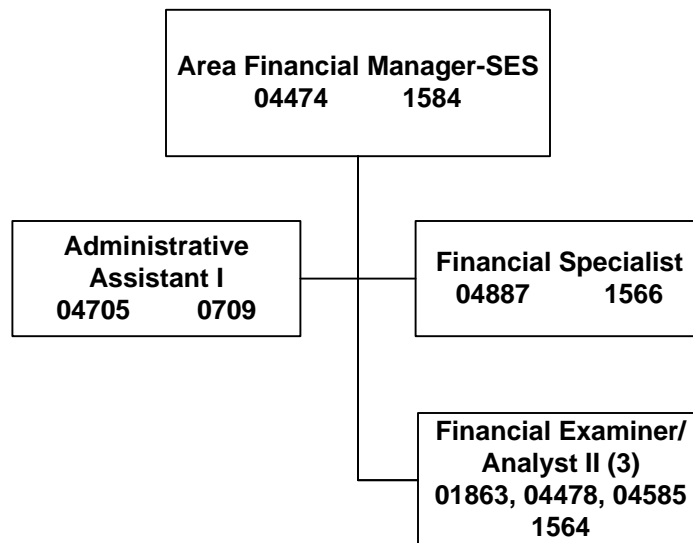 Area Financial Manager-SES
04474 1584
Administrative
Assistant I
04705 0709
Financial Specialist
04887 1566
Financial Examiner/
Analyst II (3)
01863, 04478, 04585
1564